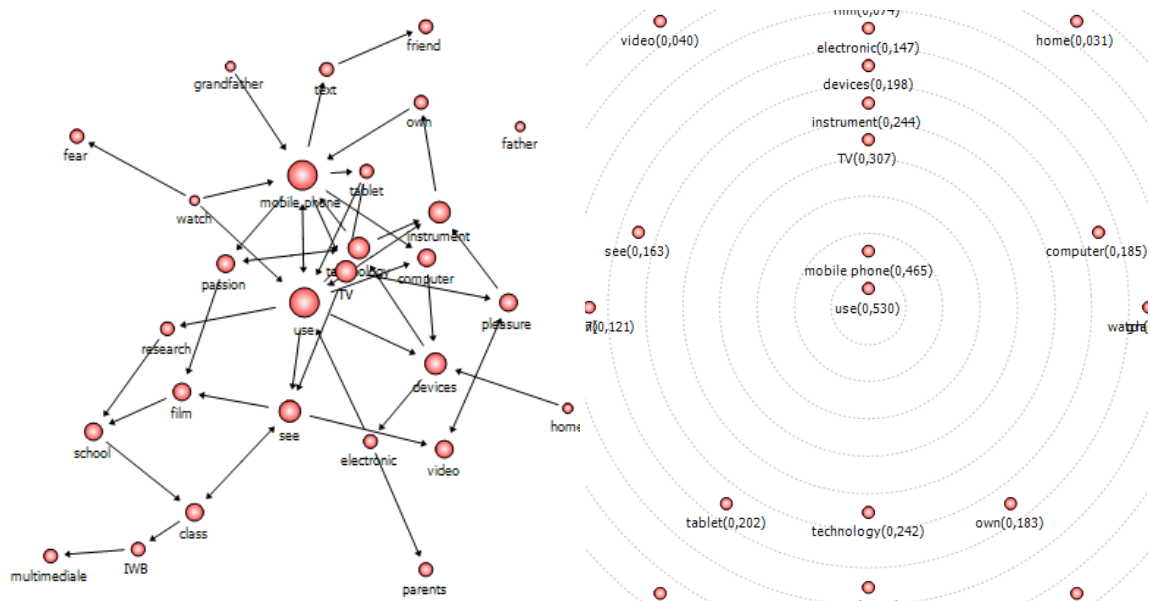 friend
grandfather
text
own
fear
father
mobile phone
tablet
watch
instrument
technology
computer
passion
TV
use
pleasure
research
devices
film
see
home
school
electronic
video
class
multimediale
IWB
parents
video(0,040)
home(0,031)
electronic(0,147)
devices(0,198)
instrument(0,244)
TV(0,307)
see(0,163)
computer(0,185)
mobile phone(0,465)
use(0,530)
0,121)
tablet(0,202)
technology(0,242)
own(0,183)